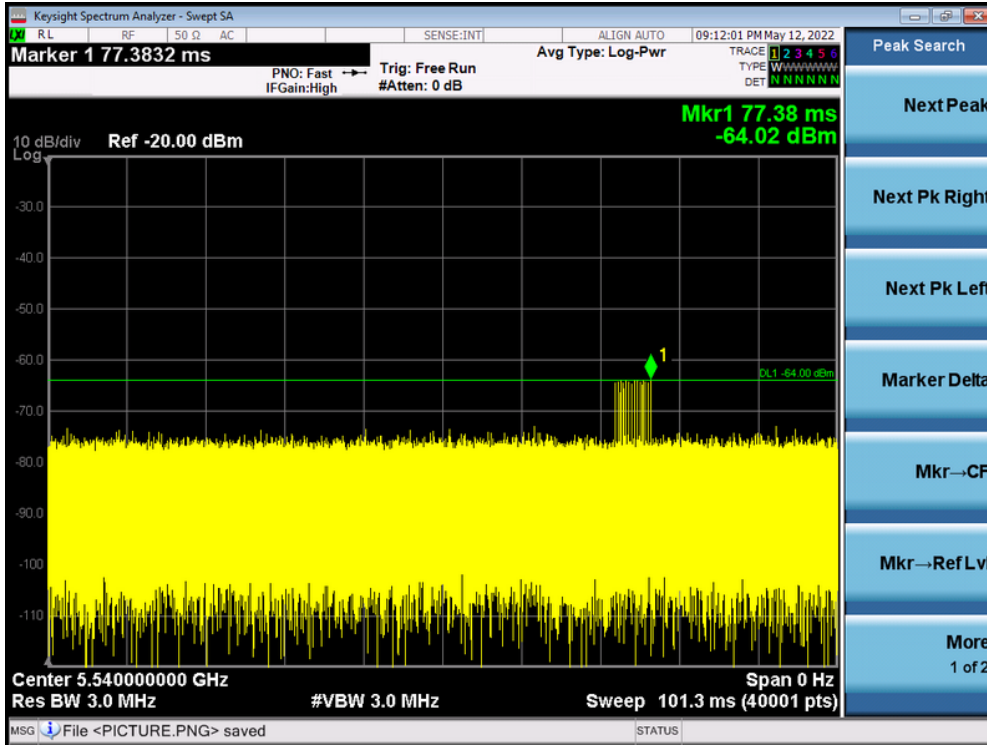 Keysight Spectrum Analyzer - Swept SA
LXI RL RF 50 Ω AC SENSE:INT ALIGN AUTO 09:12:01 PM May 12, 2022
Marker 1 77.3832 ms
PNO: Fast
IFGain:High
Trig: Free Run
#Atten: 0 dB
Avg Type: Log-Pwr
TRACE 1 2 3 4 5 6
TYPE WWWWWW
DET N N N N N N
Mkr1 77.38 ms
-64.02 dBm
10 dB/div Ref -20.00 dBm
Log
-30.0
-40.0
-50.0
-60.0
1
DL1 -64.00 dBm
-70.0
-80.0
-90.0
-100
-110
Center 5.540000000 GHz Span 0 Hz
Res BW 3.0 MHz #VBW 3.0 MHz Sweep 101.3 ms (40001 pts)
MSG File <PICTURE.PNG> saved STATUS
Peak Search
Next Peak
Next Pk Right
Next Pk Left
Marker Delta
Mkr→CF
Mkr→Ref Lvl
More
1 of 2